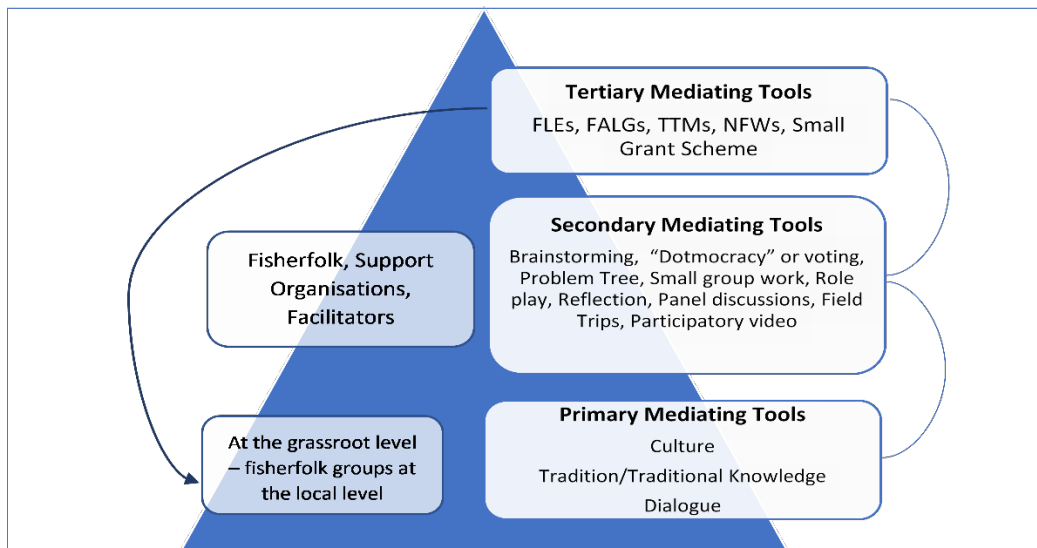 Tertiary Mediating Tools
FLEs, FALGs, TTMs, NFWs, Small
Grant Scheme
Secondary Mediating Tools
Brainstorming, “Dotmocracy” or voting,
Problem Tree, Small group work, Role
play, Reflection, Panel discussions, Field
Trips, Participatory video
Fisherfolk, Support
Organisations,
Facilitators
Primary Mediating Tools
Culture
Tradition/Traditional Knowledge
Dialogue
At the grassroot level
– fisherfolk groups at
the local level